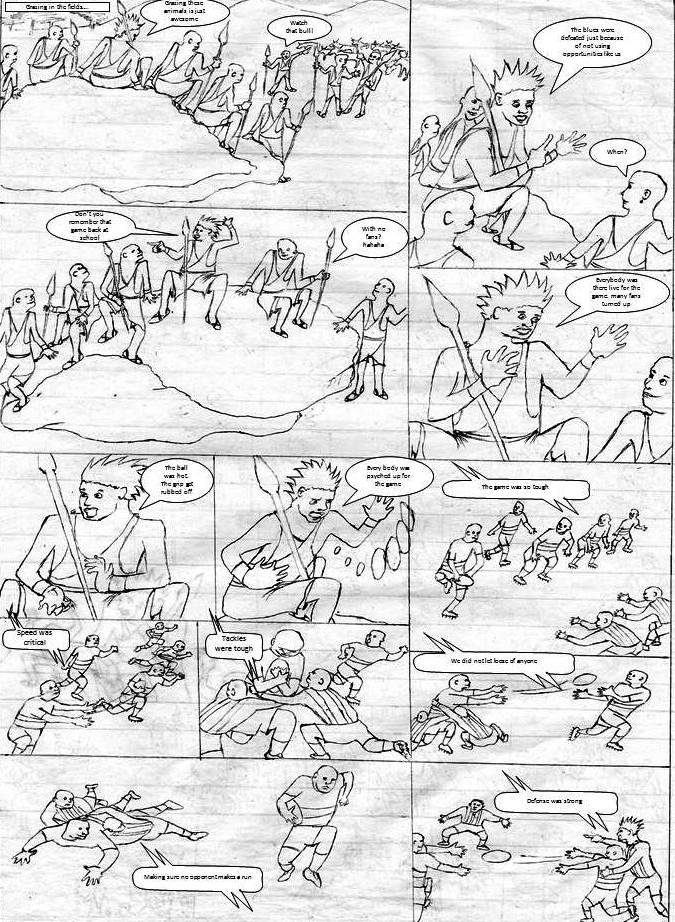 Grasing in the fields...
Grasing these
animals is just
awesome
Watch
that bull!
The blues were
defeated just because
of not using
opportunities like us
When?
Don't you
remember that
game back at
school
With no
fans?
hahaha
Everybody was
there live for the
game. many fans
turned up
The ball
was hot.
The grip got
rubbed off
Every body was
psyched up for
the game
The game was so tough
Speed was
critical
Tackles
were tough
We did not let loose of anyone
Making sure no opponent makes a run
Defense was strong